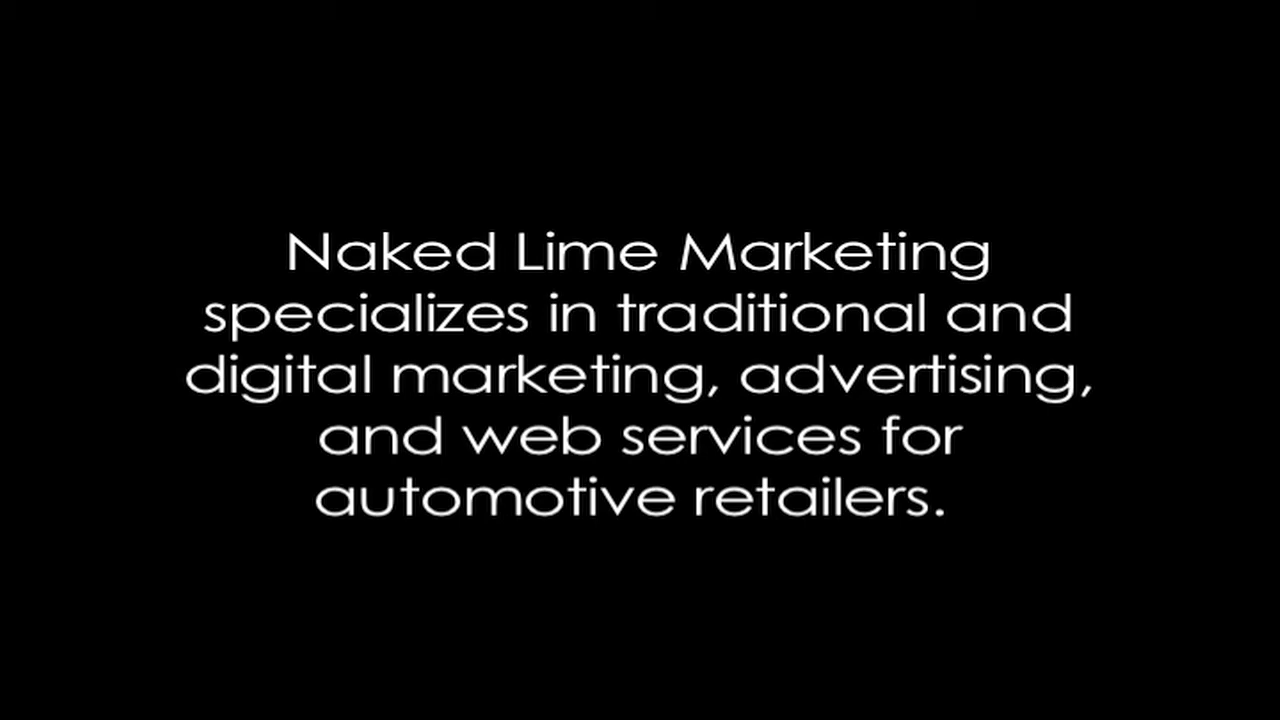 Naked Lime Marketing
specializes in traditional and
digital marketing, advertising,
and web services for
automotive retailers.